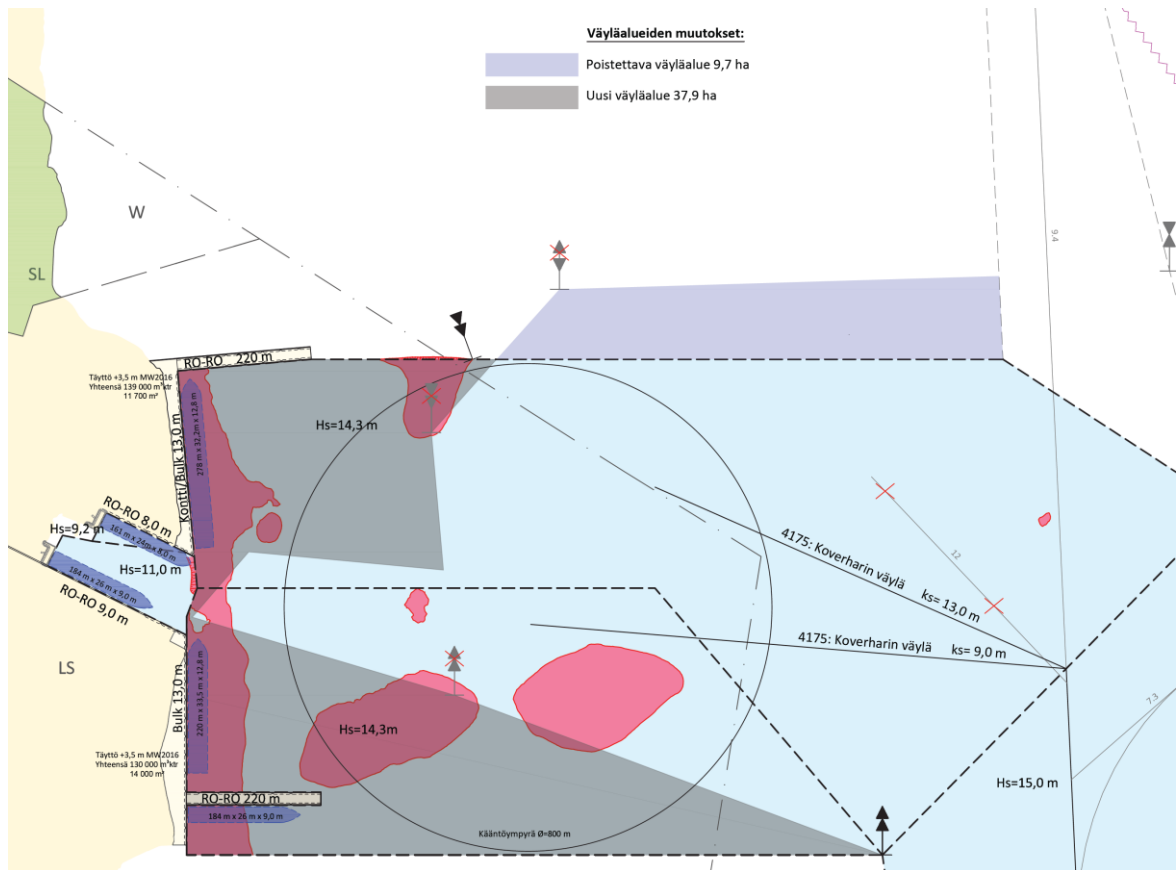 Väyläalueiden muutokset:
Poistettava väyläalue 9,7 ha
Uusi väyläalue 37,9 ha
W
SL
9,4
RO-RO 220 m
Täyttö +3,5 m MW2016
Yhteensä 139 000 m³ktr
11 700 m²
Kontti/Bulk 13,0 m
278 m x 32,2m x 12,8 m
Hs=14,3 m
RO-RO 8,0 m
Hs=9,2 m
161 m x 24m x 8,0 m
Hs=11,0 m
184 m x 26 m x 9,0 m
RO-RO 9,0 m
12
4175: Koverharin väylä
ks= 13,0 m
4175: Koverharin väylä
ks= 9,0 m
LS
Bulk 13,0 m
220 m x 33,5 m x 12,8 m
Hs=14,3m
7.3
Täyttö +3,5 m MW2016
Yhteensä 130 000 m³ktr
14 000 m²
Hs=15,0 m
RO-RO 220 m
184 m x 26 m x 9,0 m
Kääntöympyrä Ø=800 m